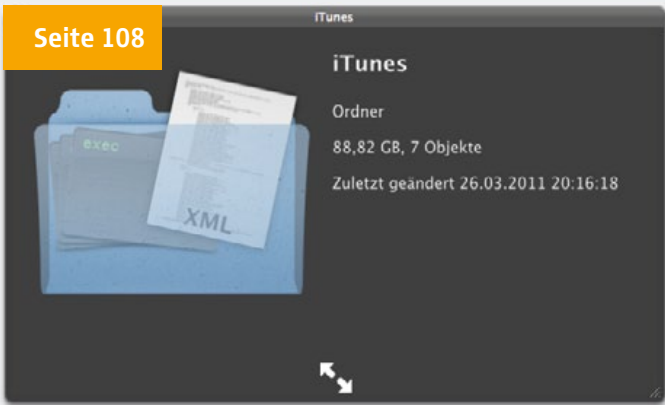 iTunes
Seite 108
iTunes
Ordner
88,82 GB, 7 Objekte
Zuletzt geändert 26.03.2011 20:16:18
exec
XML